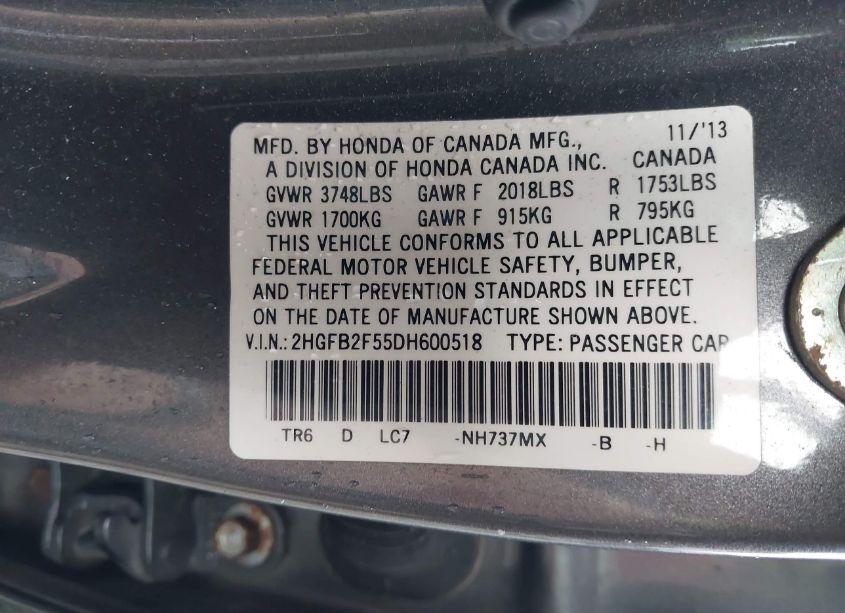 MFD. BY HONDA OF CANADA MFG., 11/'13
A DIVISION OF HONDA CANADA INC. CANADA
GVWR 3748LBS GAWR F 2018LBS R 1753LBS
GVWR 1700KG GAWR F 915KG R 795KG
THIS VEHICLE CONFORMS TO ALL APPLICABLE
FEDERAL MOTOR VEHICLE SAFETY, BUMPER,
AND THEFT PREVENTION STANDARDS IN EFFECT
ON THE DATE OF MANUFACTURE SHOWN ABOVE.
V.I.N.: 2HGFB2F55DH600518 TYPE: PASSENGER CAR
TR6 D LC7 -NH737MX -B -H